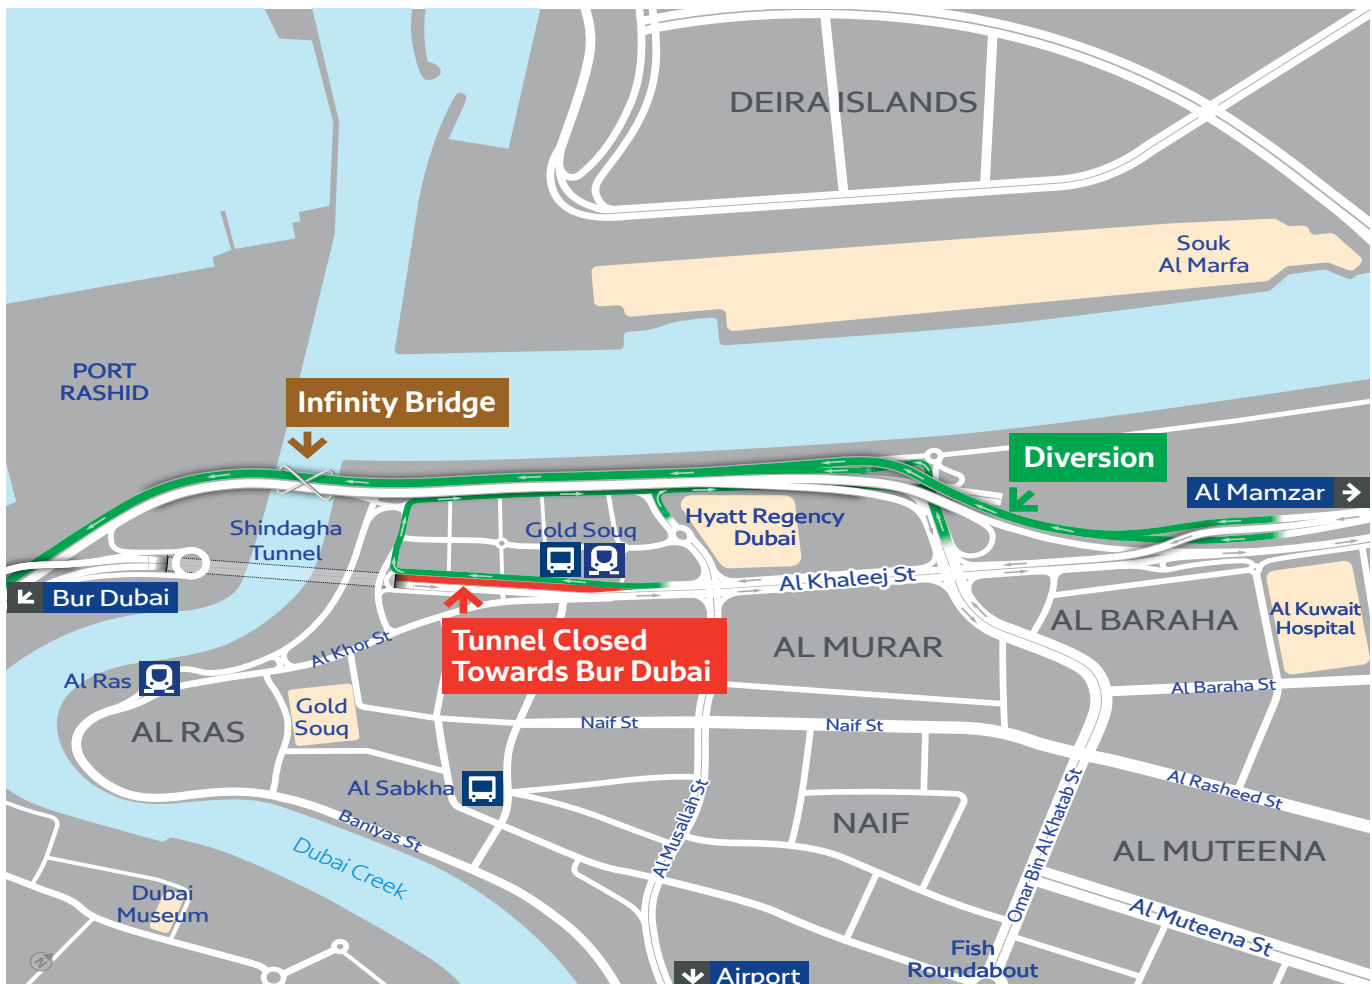 DEIRA ISLANDS
Souk
Al Marfa
PORT
RASHID
Infinity Bridge
Diversion
Al Mamzar
Shindagha
Tunnel
Gold Souq
Hyatt Regency
Dubai
Al Khaleej St
Bur Dubai
Tunnel Closed
Towards Bur Dubai
AL MURAR
AL BARAHA
Al Kuwait
Hospital
Al Khor St
Al Ras
Al Baraha St
Gold
Souq
AL RAS
Naif St
Naif St
Al Sabkha
Al Rasheed St
Baniyas St
Al Musallah St
Omar Bin Al Khatab St
NAIF
AL MUTEENA
Dubai Creek
Dubai
Museum
Al Muteena St
Fish
Roundabout
Airport
N